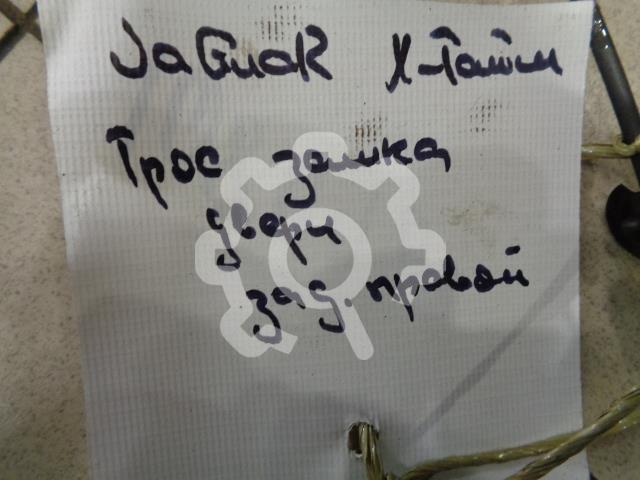 JaGuaR X-Тайп
Трос замка
двери
зад. правой